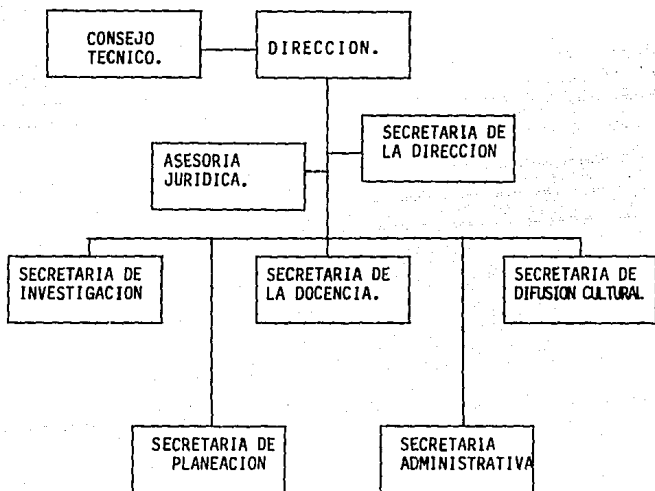 CONSEJO
TECNICO.
DIRECCION.
SECRETARIA DE
LA DIRECCION
ASESORIA
JURIDICA.
SECRETARIA DE
INVESTIGACION
SECRETARIA DE
LA DOCENCIA.
SECRETARIA DE
DIFUSION CULTURAL
SECRETARIA DE
PLANEACION
SECRETARIA
ADMINISTRATIVA